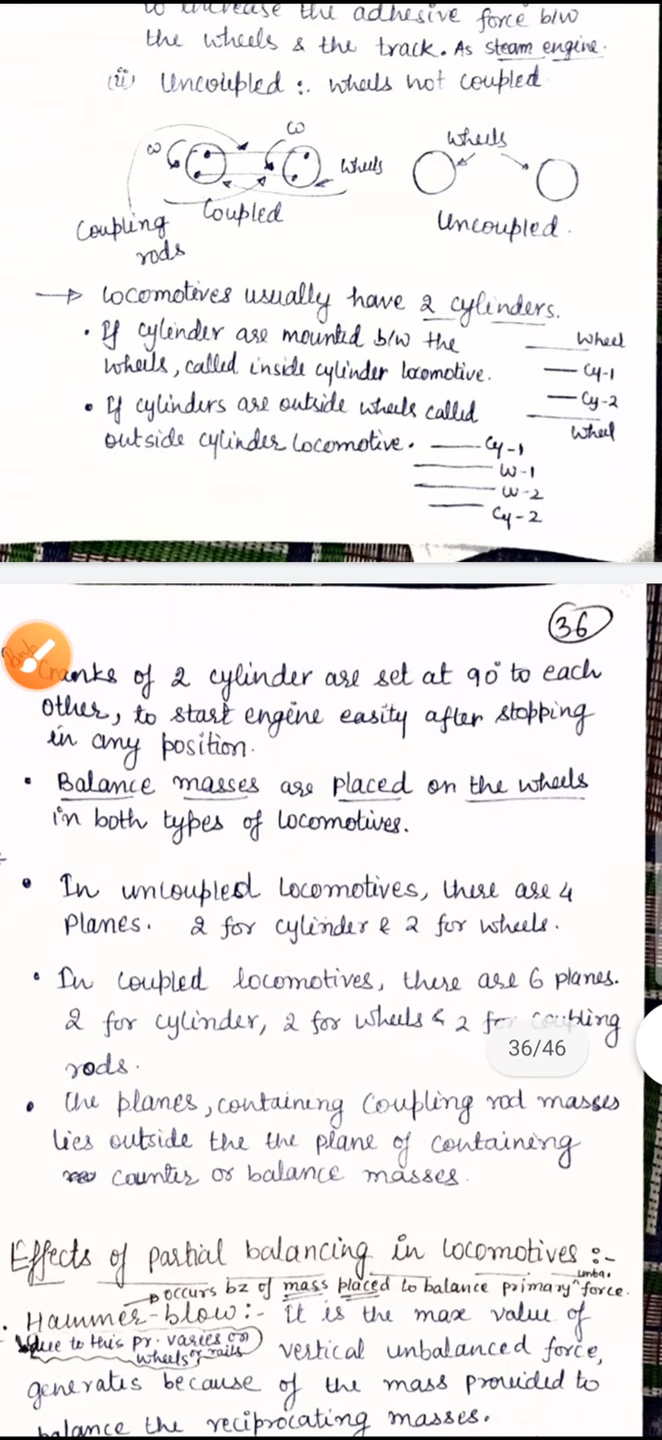 to increase the adhesive force b/w
the wheels & the track. As steam engine.
(ii) Uncoupled :. wheels not coupled
ω
ω
wheels
wheels
Coupled
Uncoupled.
Coupling
rods
→ Locomotives usually have 2 cylinders.
• If cylinder are mounted b/w the
wheels, called inside cylinder locomotive.
wheel
Cy-1
Cy-2
wheel
• If cylinders are outside wheels called
outside cylinder Locomotive.
Cy-1
W-1
W-2
Cy-2
36
Cranks of 2 cylinder are set at 90° to each
other, to start engine easity after stopping
in any position.
• Balance masses are placed on the wheels
in both types of locomotives.
• In uncoupled Locomotives, there are 4
planes. 2 for cylinder & 2 for wheels.
• In coupled locomotives, there are 6 planes.
2 for cylinder, 2 for wheels & 2 for coupling
rods.
36/46
• The planes, containing coupling rod masses
lies outside the the plane of containing
counter or balance masses.
Effects of partial balancing in locomotives :-
→ occurs bz of mass placed to balance primary unba. force.
. Hammer-blow :- it is the max value of
due to this pr. varies on
wheels or rails
vertical unbalanced force,
generates because of the mass provided to
balance the reciprocating masses.